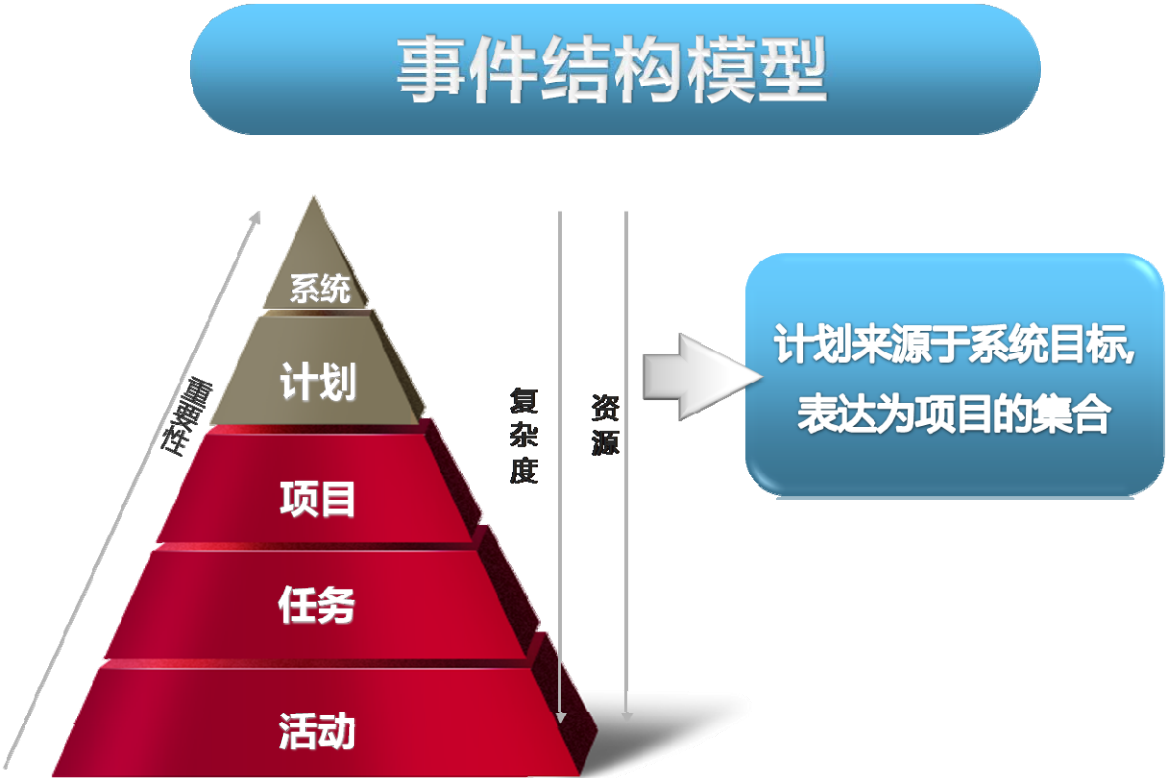 事件结构模型
系统
计划
项目
任务
活动
重要性
复杂度
资源
计划来源于系统目标,
表达为项目的集合